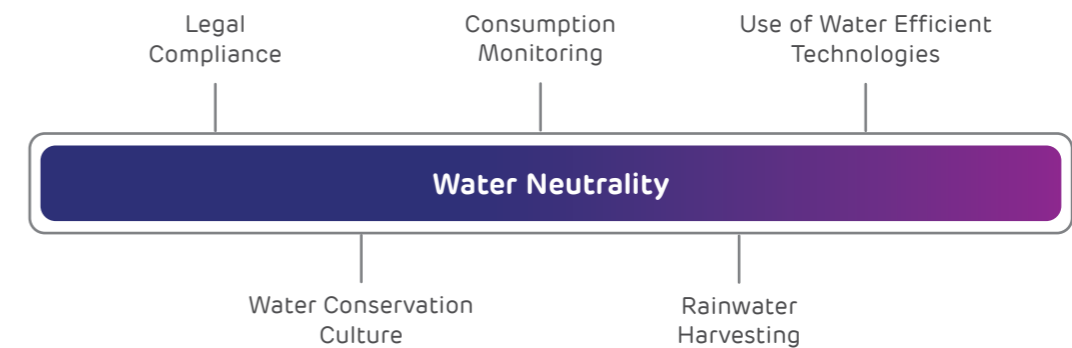 Legal
Compliance
Consumption
Monitoring
Use of Water Efficient
Technologies
Water Neutrality
Water Conservation
Culture
Rainwater
Harvesting